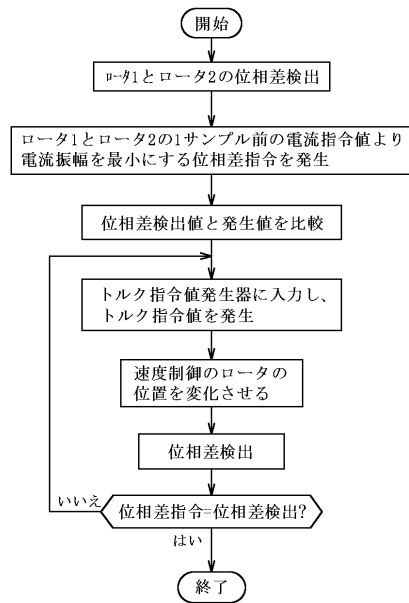 開始
ロータ1とロータ2の位相差検出
ロータ1とロータ2の1サンプル前の電流指令値より
電流振幅を最小にする位相差指令を発生
位相差検出値と発生値を比較
トルク指令値発生器に入力し、
トルク指令値を発生
速度制御のロータの
位置を変化させる
位相差検出
いいえ
位相差指令=位相差検出?
はい
終了